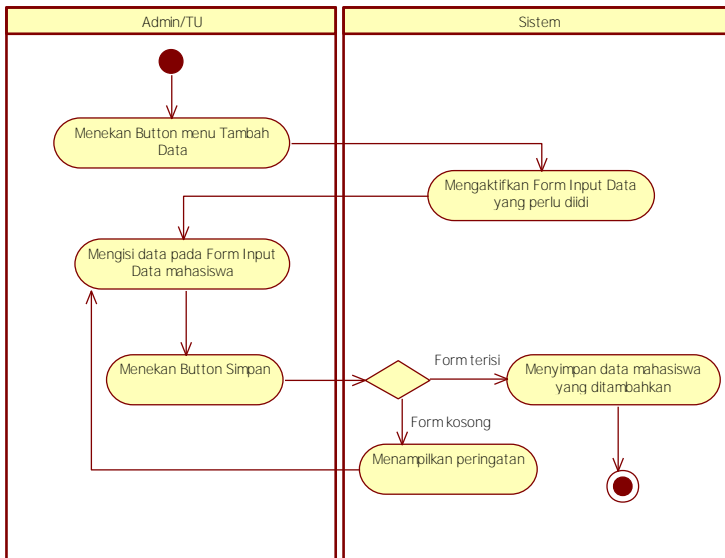 Admin/TU
Sistem
Menekan Button menu Tambah
Data
Mengaktifkan Form Input Data
yang perlu diidi
Mengisi data pada Form Input
Data mahasiswa
Menekan Button Simpan
Form terisi
Menyimpan data mahasiswa
yang ditambahkan
Form kosong
Menampilkan peringatan